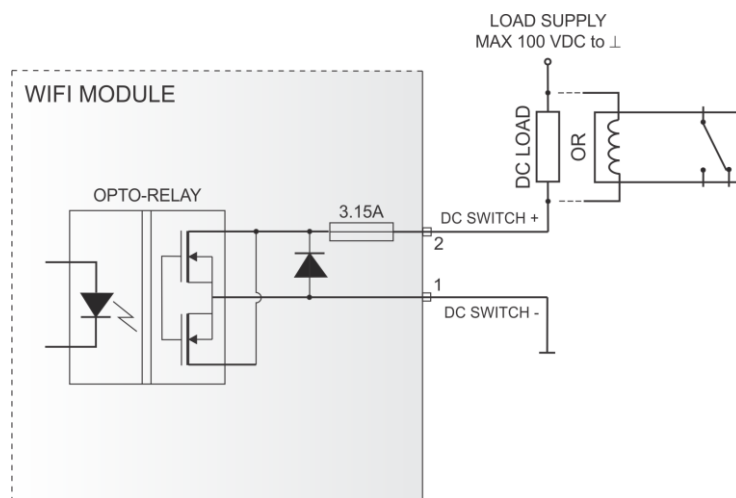 LOAD SUPPLY
MAX 100 VDC to ⊥
WIFI MODULE
DC LOAD
OR
OPTO-RELAY
3.15A
DC SWITCH +
2
1
DC SWITCH -